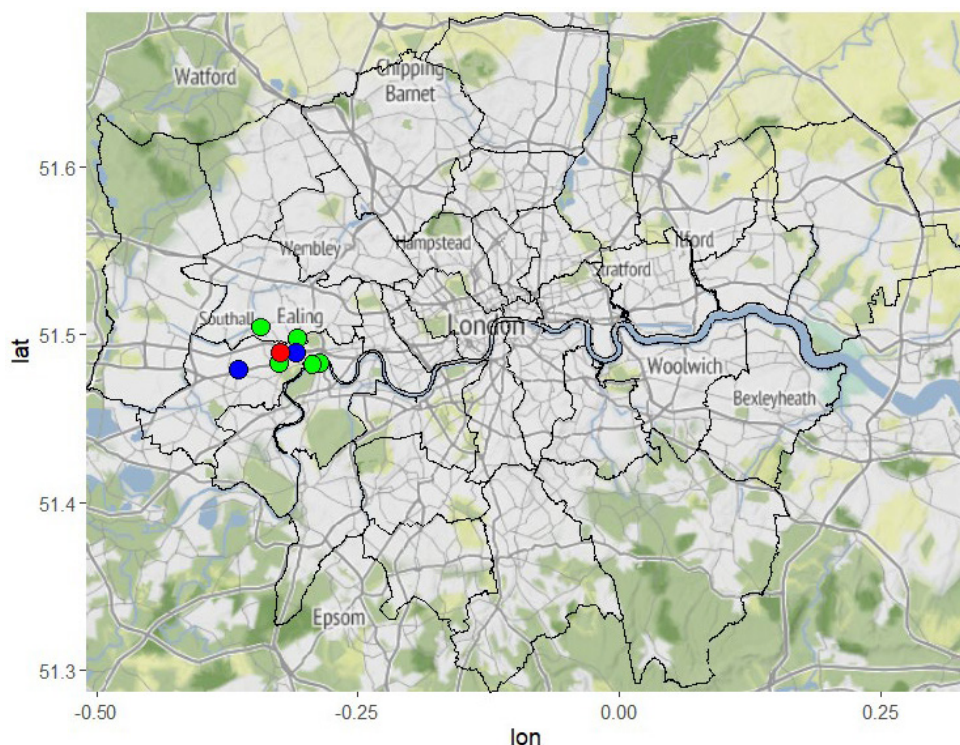 Watford
Chipping
Barnet
51.6
Wembley
Hampstead
Ilford
Stratford
Southall
Ealing
London
51.5
lat
Woolwich
Bexleyheath
51.4
Epsom
51.3
-0.50
-0.25
0.00
0.25
lon